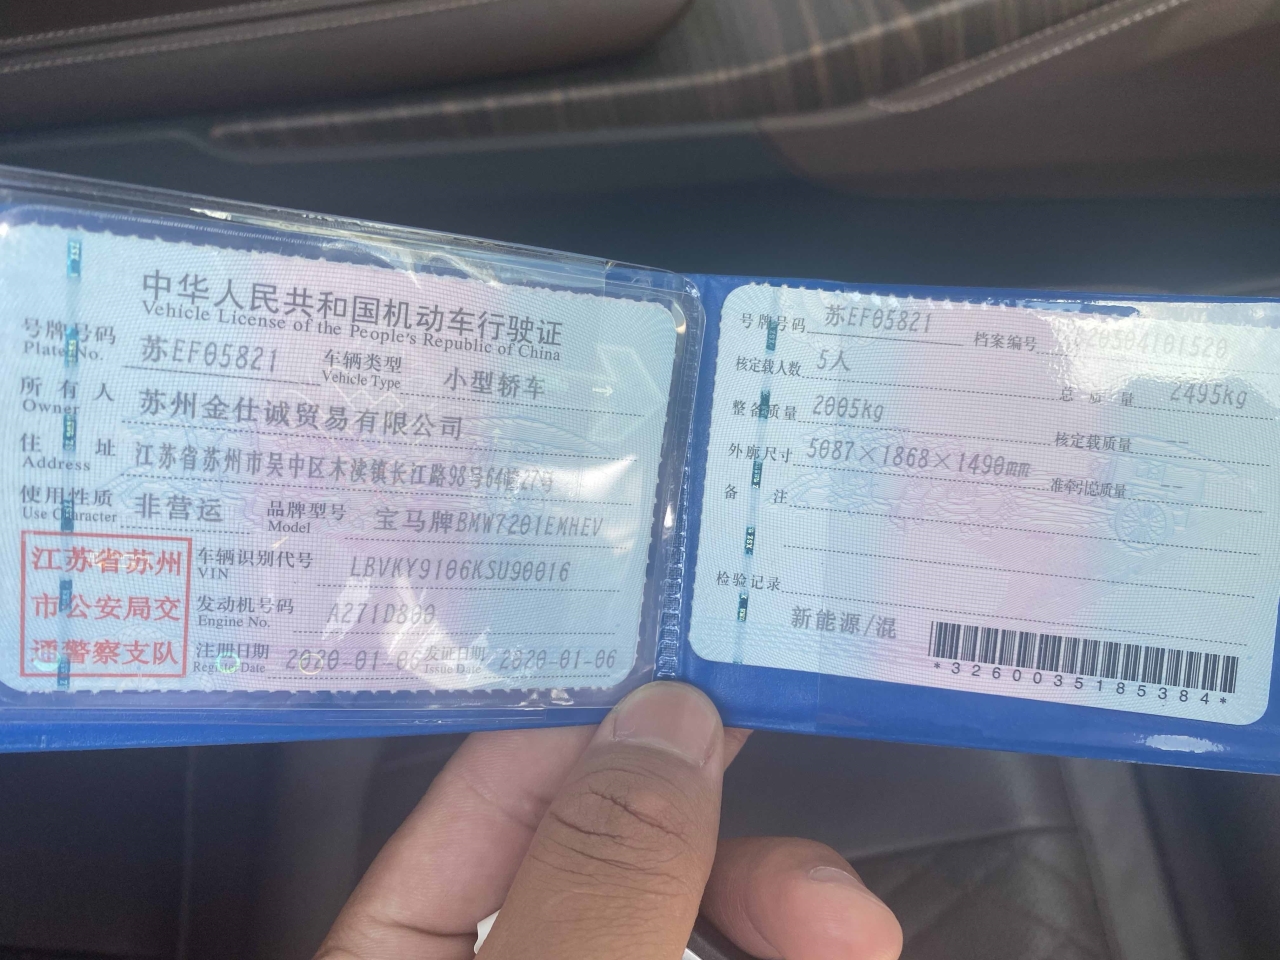 中华人民共和国机动车行驶证
Vehicle License of the People's Republic of China
号牌号码 苏EF05821 车辆类型 小型轿车
Plate No. Vehicle Type
所有人 苏州金仕诚贸易有限公司
Owner
住址 江苏省苏州市吴中区木渎镇长江路98号64幢27号
Address
使用性质 非营运 品牌型号 宝马牌BMW7201EMHEV
Use Character Model
江苏省苏州
市公安局交
通警察支队
车辆识别代号 LBVKY9106KSU90016
VIN
发动机号码 A271D800
Engine No.
注册日期 2020-01-06 发证日期 2020-01-06
Register Date Issue Date
号牌号码 苏EF05821 档案编号
核定载人数 5人 总质量 2495kg
整备质量 2005kg 核定载质量 --
外廓尺寸 5087×1868×1490mm 准牵引总质量 --
备注
检验记录
新能源/混
*3260035185384*